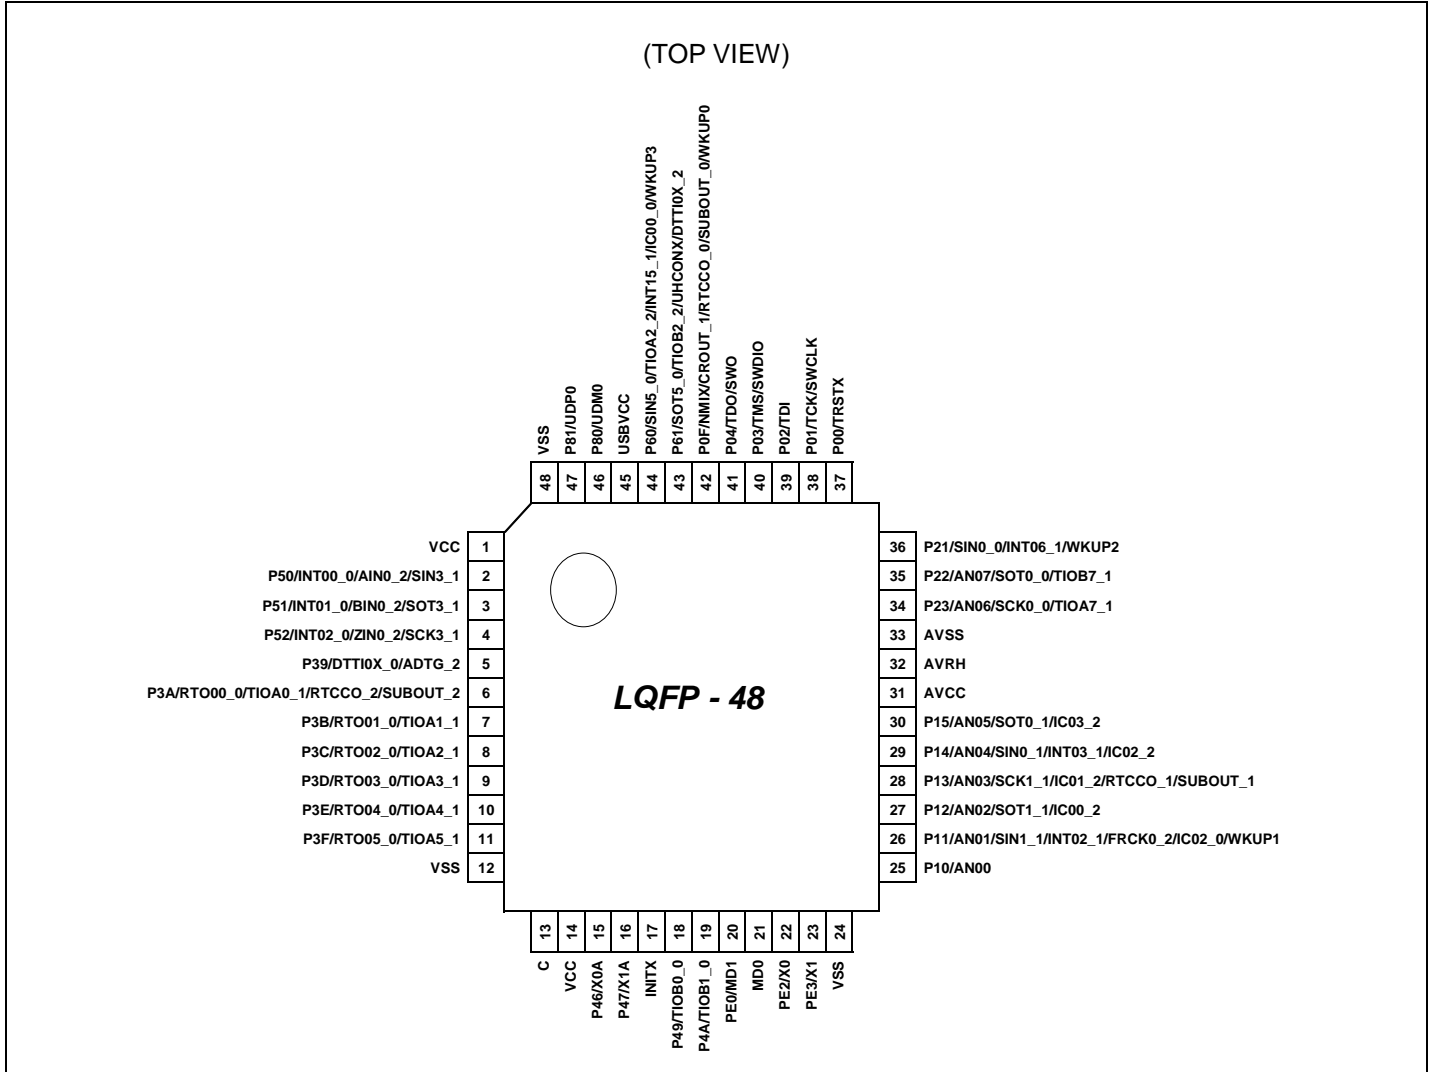 (TOP VIEW)
VSS
P81/UDP0
P80/UDM0
USBVCC
P60/SIN5_0/TIOA2_2/INT15_1/IC00_0/WKUP3
P61/SOT5_0/TIOB2_2/UHCONX/DTTI0X_2
P0F/NMIX/CROUT_1/RTCCO_0/SUBOUT_0/WKUP0
P04/TDO/SWO
P03/TMS/SWDIO
P02/TDI
P01/TCK/SWCLK
P00/TRSTX
48
47
46
45
44
43
42
41
40
39
38
37
VCC 1
P50/INT00_0/AIN0_2/SIN3_1 2
P51/INT01_0/BIN0_2/SOT3_1 3
P52/INT02_0/ZIN0_2/SCK3_1 4
P39/DTTI0X_0/ADTG_2 5
P3A/RTO00_0/TIOA0_1/RTCCO_2/SUBOUT_2 6
P3B/RTO01_0/TIOA1_1 7
P3C/RTO02_0/TIOA2_1 8
P3D/RTO03_0/TIOA3_1 9
P3E/RTO04_0/TIOA4_1 10
P3F/RTO05_0/TIOA5_1 11
VSS 12
LQFP - 48
36 P21/SIN0_0/INT06_1/WKUP2
35 P22/AN07/SOT0_0/TIOB7_1
34 P23/AN06/SCK0_0/TIOA7_1
33 AVSS
32 AVRH
31 AVCC
30 P15/AN05/SOT0_1/IC03_2
29 P14/AN04/SIN0_1/INT03_1/IC02_2
28 P13/AN03/SCK1_1/IC01_2/RTCCO_1/SUBOUT_1
27 P12/AN02/SOT1_1/IC00_2
26 P11/AN01/SIN1_1/INT02_1/FRCK0_2/IC02_0/WKUP1
25 P10/AN00
13
14
15
16
17
18
19
20
21
22
23
24
C
VCC
P46/X0A
P47/X1A
INITX
P49/TIOB0_0
P4A/TIOB1_0
PE0/MD1
MD0
PE2/X0
PE3/X1
VSS